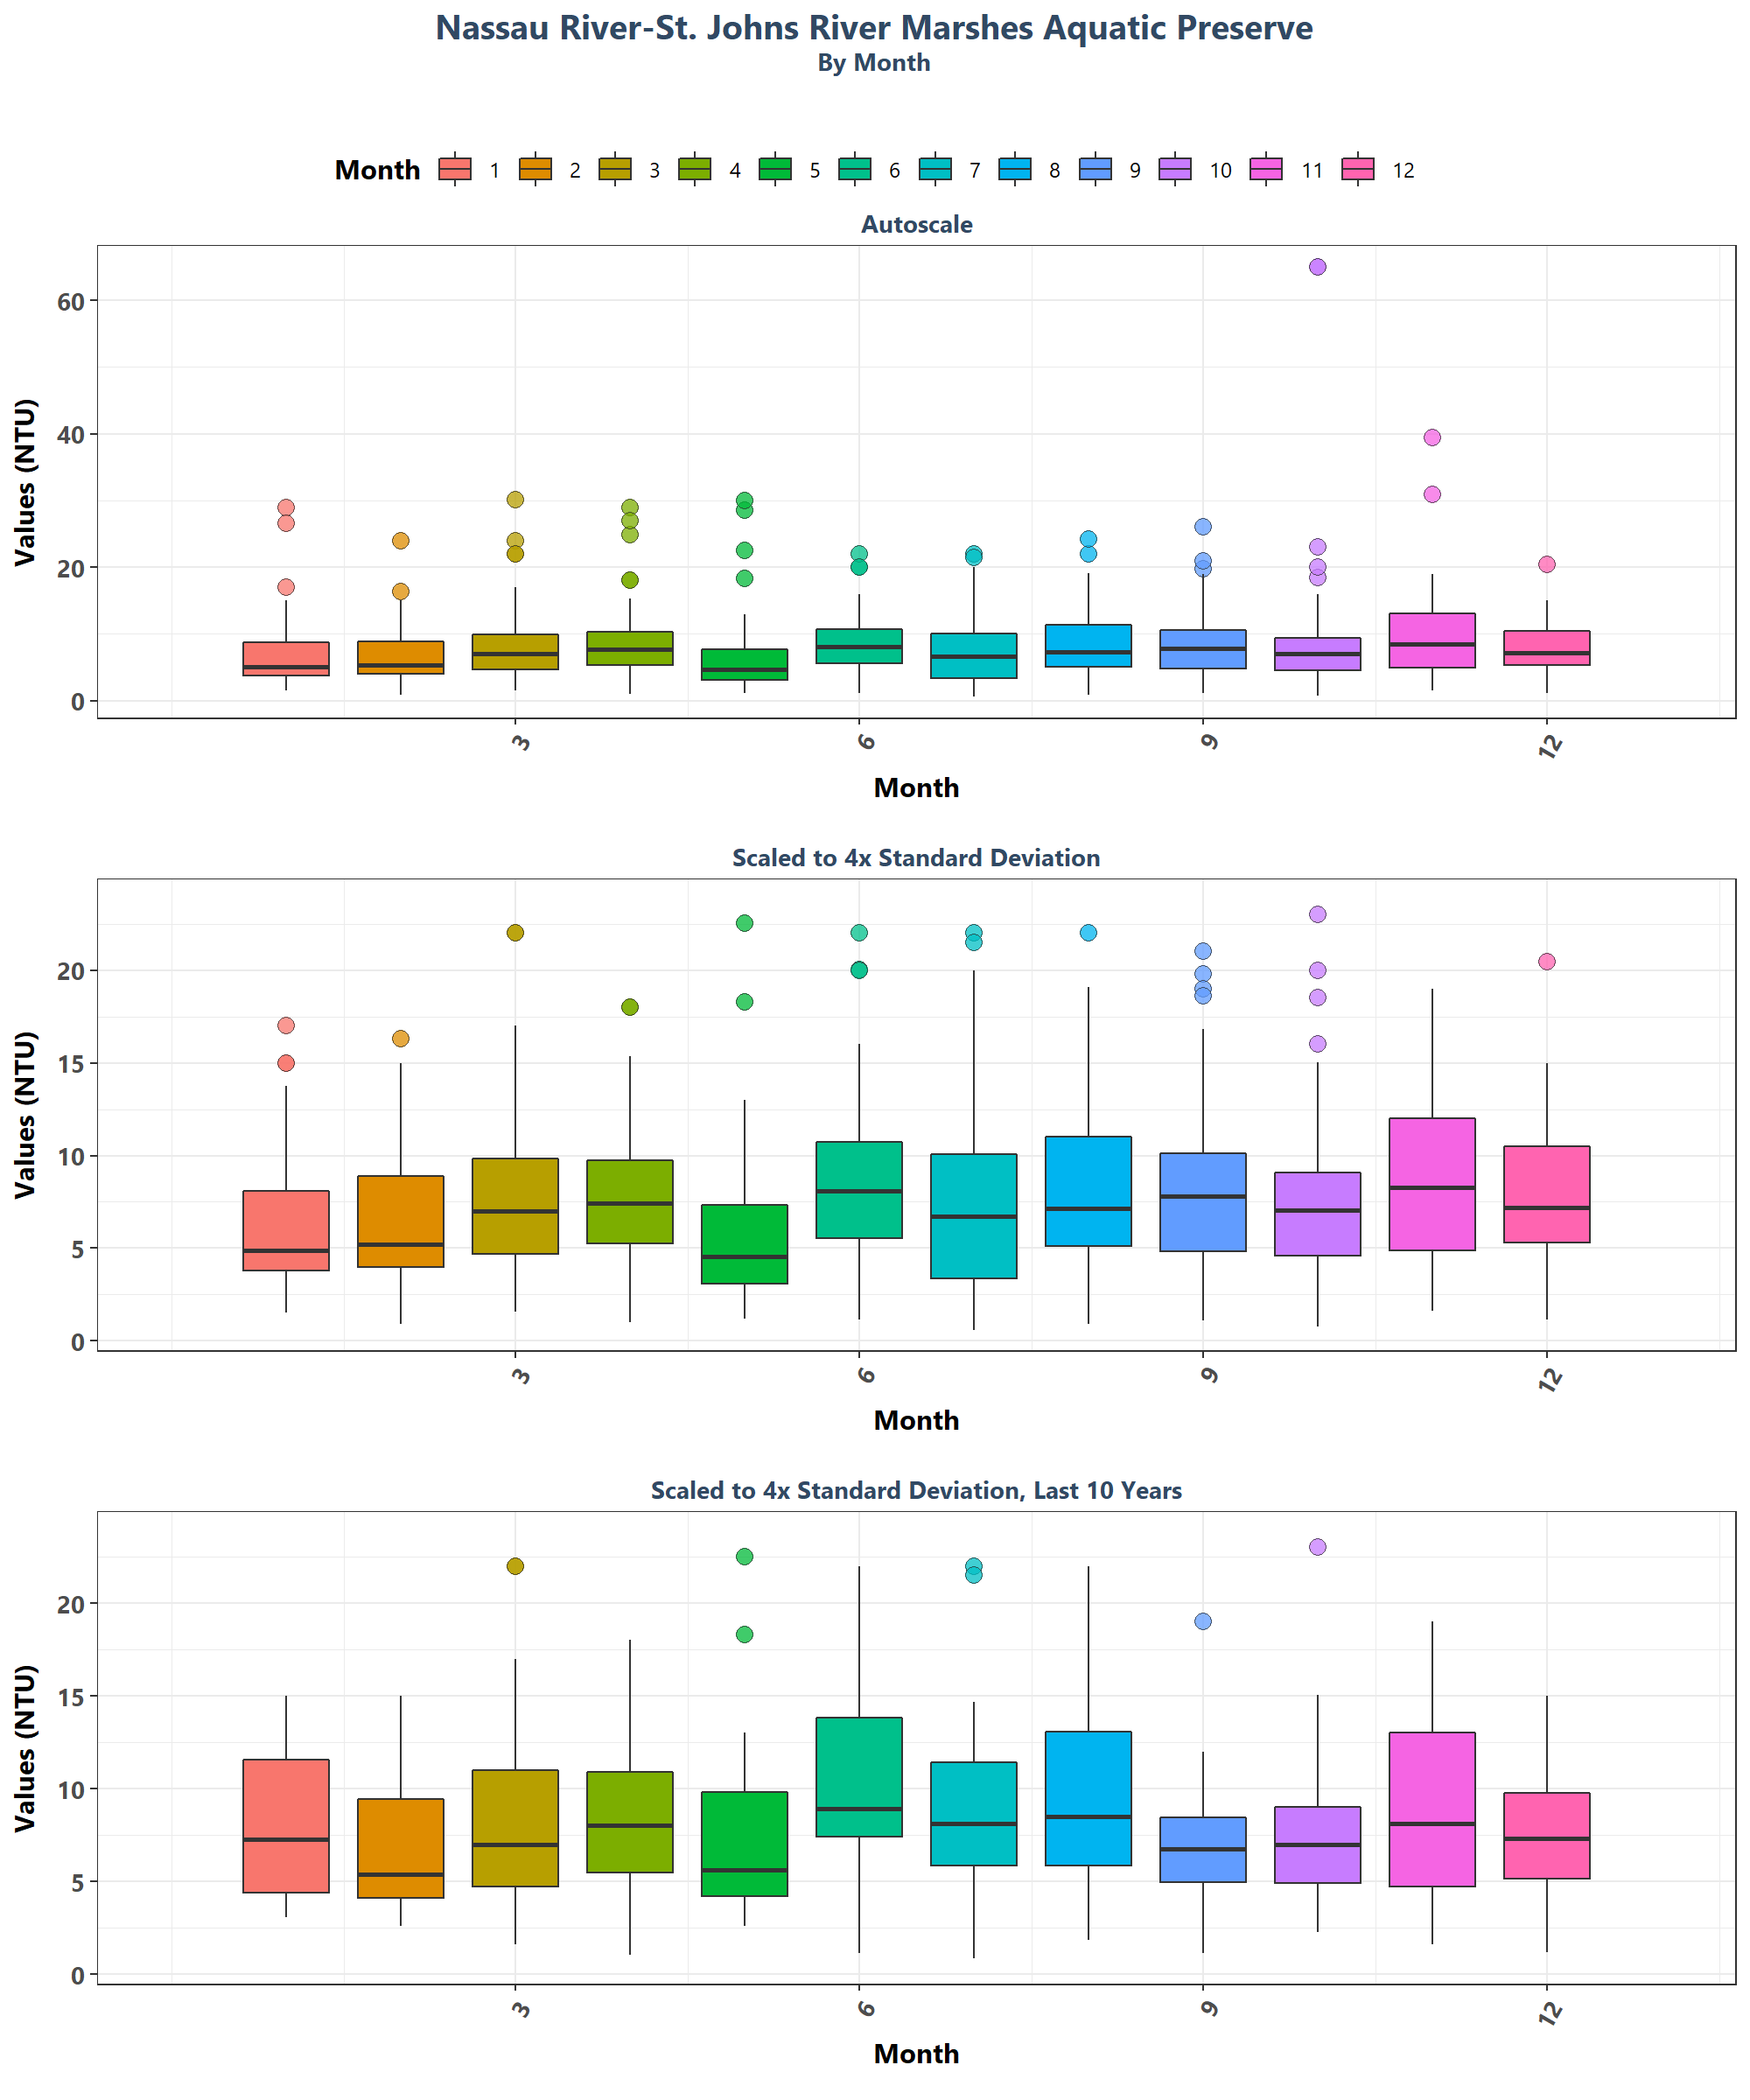 Nassau River-St. Johns River Marshes Aquatic Preserve
By Month
Month 1 2 3 4 5 6 7 8 9 10 11 12
Autoscale
Values (NTU)
60
40
20
0
3 6 9 12
Month
Scaled to 4x Standard Deviation
Values (NTU)
20
15
10
5
0
3 6 9 12
Month
Scaled to 4x Standard Deviation, Last 10 Years
Values (NTU)
20
15
10
5
0
3 6 9 12
Month